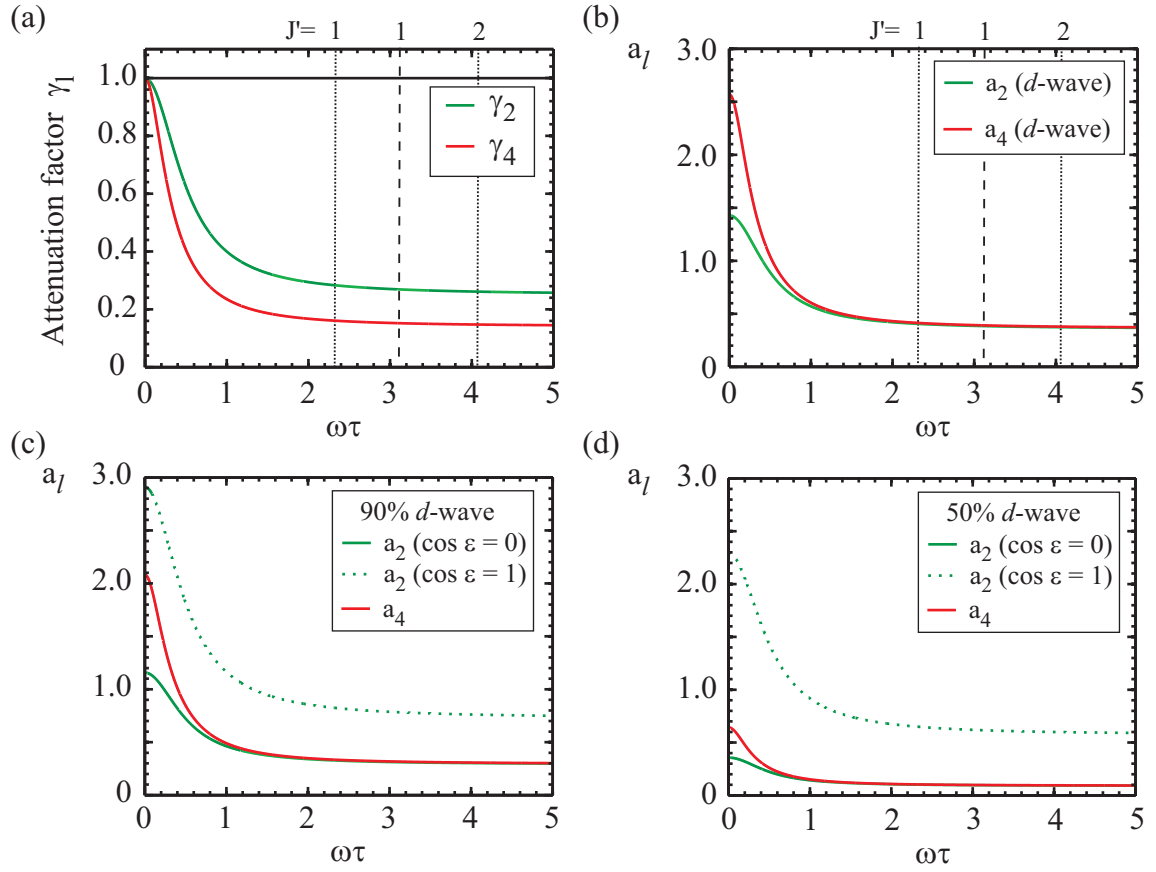 (a)
J'= 1 1 2
Attenuation factor γ1
1.0
0.8
0.6
0.4
0.2
0
γ2
γ4
0 1 2 3 4 5
ωτ
(b)
J'= 1 1 2
al
3.0
2.0
1.0
0
a2 (d-wave)
a4 (d-wave)
0 1 2 3 4 5
ωτ
(c)
al
3.0
2.0
1.0
0
90% d-wave
a2 (cos ε = 0)
a2 (cos ε = 1)
a4
0 1 2 3 4 5
ωτ
(d)
al
3.0
2.0
1.0
0
50% d-wave
a2 (cos ε = 0)
a2 (cos ε = 1)
a4
0 1 2 3 4 5
ωτ